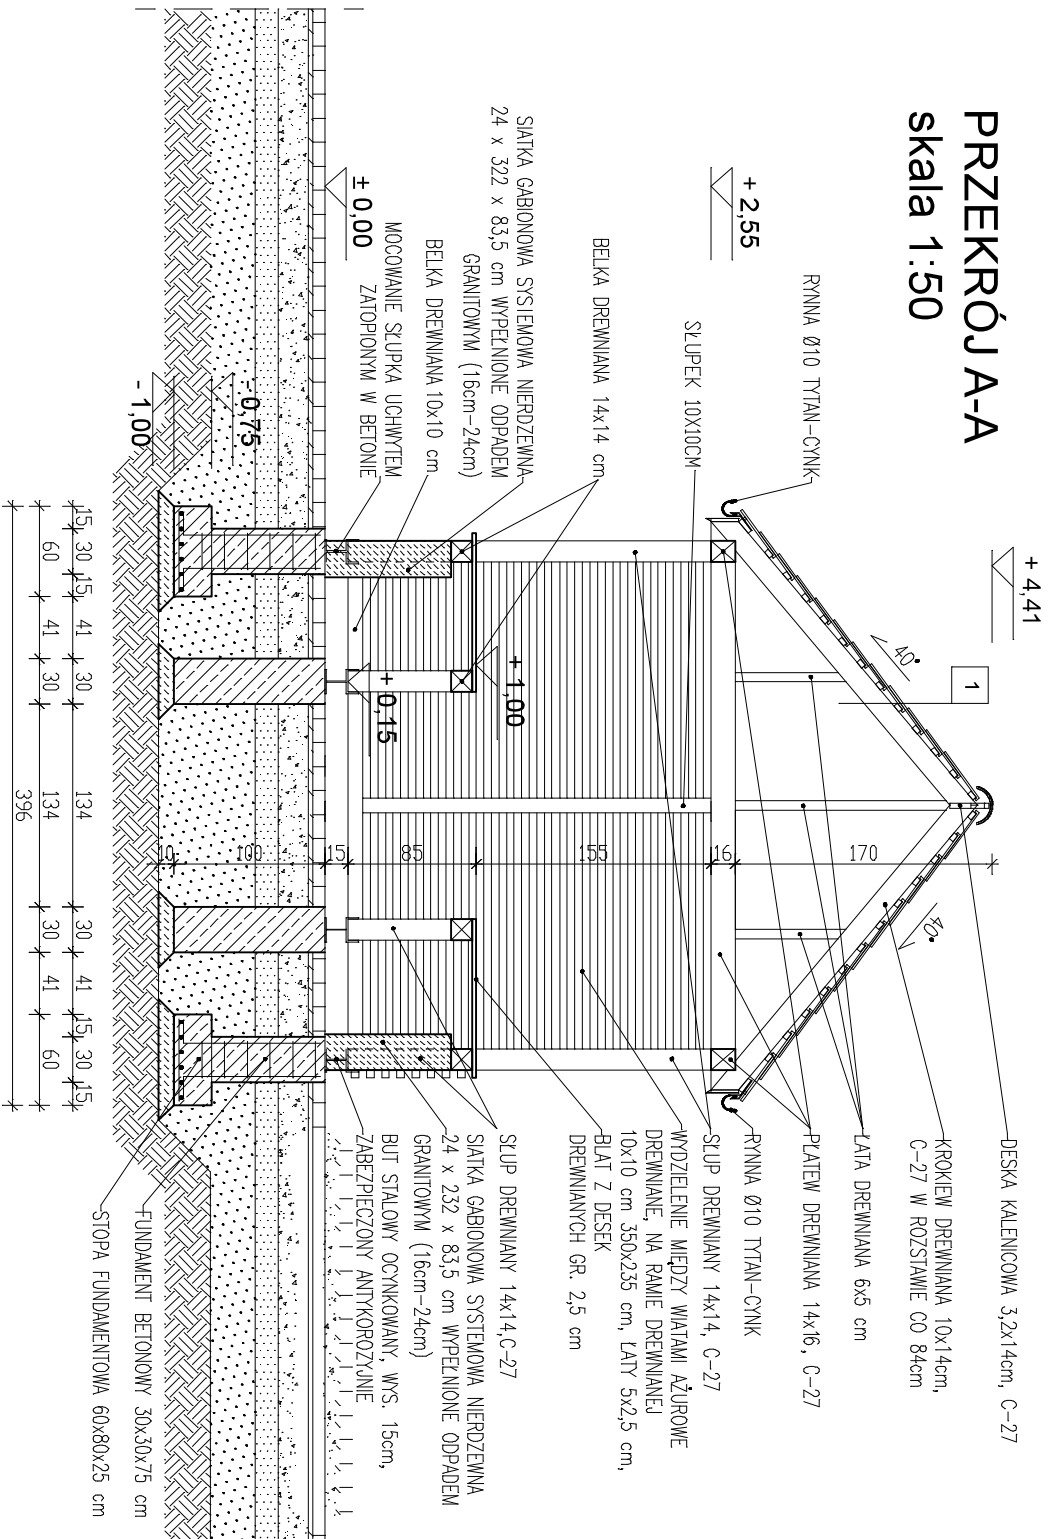 PRZEKRÓJ A-A
skala 1:50
+ 4,41
+ 2,55
± 0,00
- 0,75
- 1,00
+ 1,00
+ 0,15
1
40°
40°
RYNNA Ø10 TYTAN-CYNK
SŁUPEK 10X10CM
BELKA DREWNIANA 14x14 cm
SIATKA GABIONOWA SYSTEMOWA NIERDZEWNA
24 x 322 x 83,5 cm WYPEŁNIONE ODPADEM
GRANITOWYM (16cm-24cm)
BELKA DREWNIANA 10x10 cm
MOCOWANIE SŁUPKA UCHWYTEM
ZATOPIONYM W BETONIE
DESKA KALENICOWA 3,2x14cm, C-27
KROKIEW DREWNIANA 10x14cm,
C-27 W ROZSTAWIE CO 84cm
ŁATA DREWNIANA 6x5 cm
PŁATEW DREWNIANA 14x16, C-27
RYNNA Ø10 TYTAN-CYNK
SŁUP DREWNIANY 14x14, C-27
WYDZIELENIE MIĘDZY WIATAMI AŻUROWE
DREWNIANE, NA RAMIE DREWNIANEJ
10x10 cm 350x235 cm, ŁATY 5x2,5 cm,
BLAT Z DESEK
DREWNIANYCH GR. 2,5 cm
SŁUP DREWNIANY 14x14,C-27
SIATKA GABIONOWA SYSTEMOWA NIERDZEWNA
24 x 232 x 83,5 cm WYPEŁNIONE ODPADEM
GRANITOWYM (16cm-24cm)
BUT STALOWY OCYNKOWANY, WYS. 15cm,
ZABEZPIECZONY ANTYKOROZYJNIE
FUNDAMENT BETONOWY 30x30x75 cm
STOPA FUNDAMENTOWA 60x80x25 cm
10 100 15 85 155 16 170
15 30 15 41 30 134 30 41 15 30 15
60 41 30 134 30 41 60
396